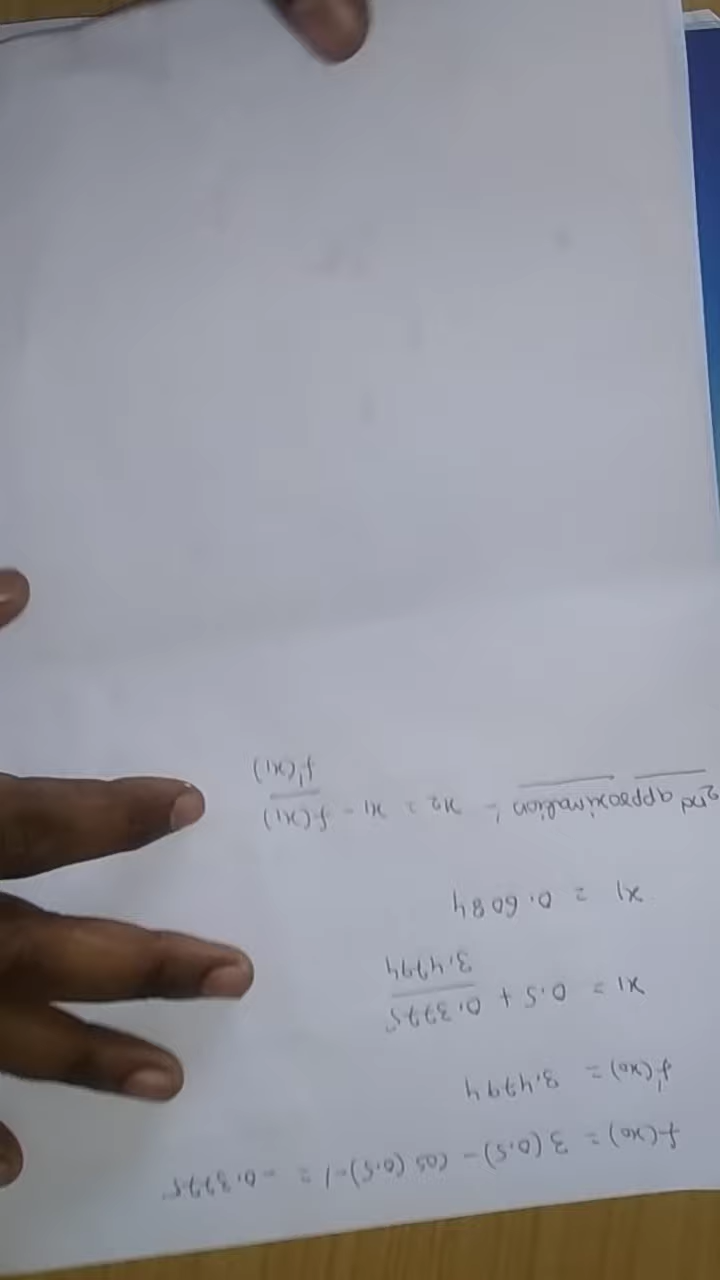 f(x0) = 3(0.5) - cos(0.5) - 1 = -0.3775
f'(x0) = 3.4794
x1 = 0.5 + 0.3775
3.4794
x1 = 0.6084
2nd approximation :- x2 = x1 - f(x1)
f'(x1)